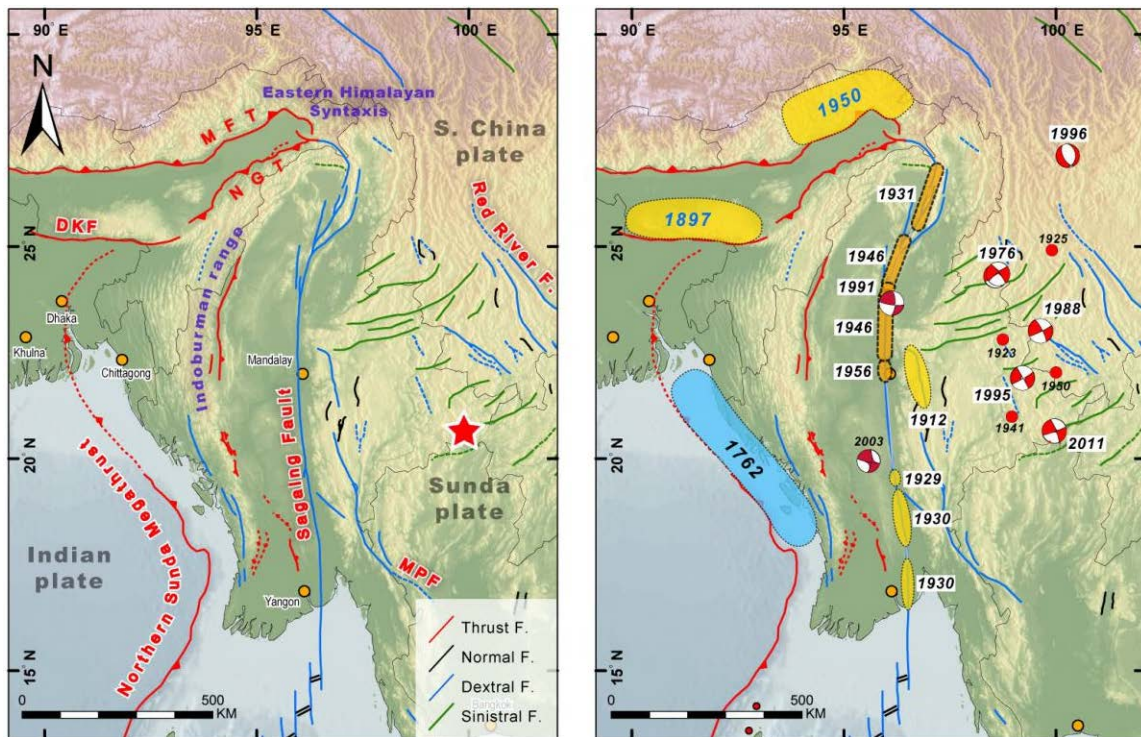 90°E
95°E
100°E
N
Eastern Himalayan
Syntaxis
S. China
plate
MFT
NGT
DKF
25°N
Red River F.
Indoburman range
Dhaka
Khulna
Chittagong
Mandalay
Sagaing Fault
20°N
Sunda
plate
Indian
plate
Northern Sunda Megathrust
MPF
Yangon
15°N
Thrust F.
Normal F.
Dextral F.
Sinistral F.
Bangkok
0
500
KM
90°E
95°E
100°E
1950
1996
1931
1897
25°N
1925
1946
1976
1991
1988
1946
1923
1956
1995
1950
1912
1941
2011
2003
20°N
1762
1929
1930
1930
15°N
0
500
KM